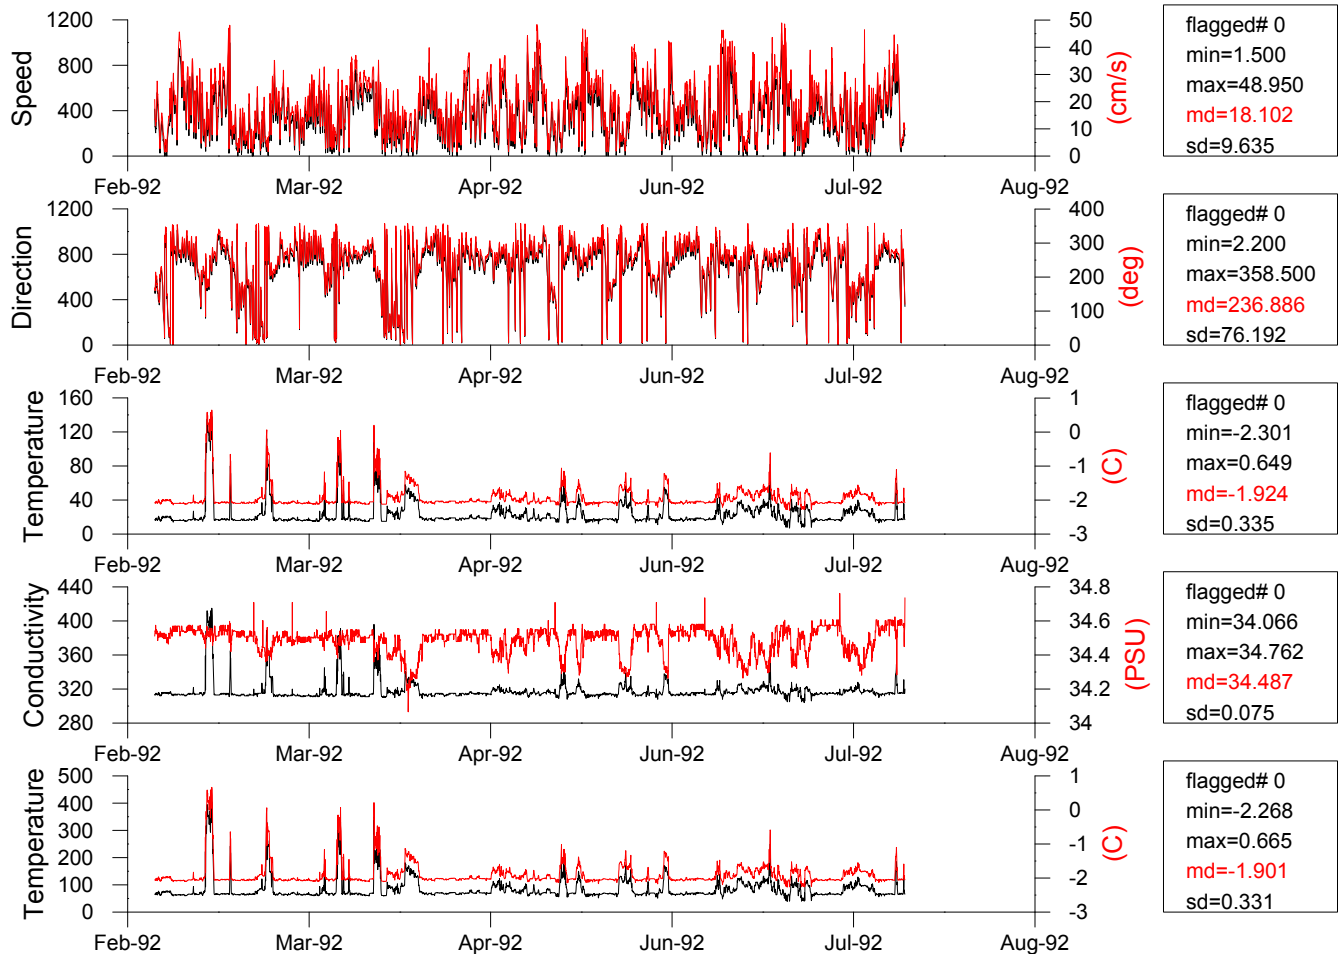 Speed
1200
800
400
0
50
40
30
20
10
0
(cm/s)
Feb-92 Mar-92 Apr-92 Jun-92 Jul-92 Aug-92
flagged# 0
min=1.500
max=48.950
md=18.102
sd=9.635
Direction
1200
800
400
0
400
300
200
100
0
(deg)
Feb-92 Mar-92 Apr-92 Jun-92 Jul-92 Aug-92
flagged# 0
min=2.200
max=358.500
md=236.886
sd=76.192
Temperature
160
120
80
40
0
1
0
-1
-2
-3
(C)
Feb-92 Mar-92 Apr-92 Jun-92 Jul-92 Aug-92
flagged# 0
min=-2.301
max=0.649
md=-1.924
sd=0.335
Conductivity
440
400
360
320
280
34.8
34.6
34.4
34.2
34
(PSU)
Feb-92 Mar-92 Apr-92 Jun-92 Jul-92 Aug-92
flagged# 0
min=34.066
max=34.762
md=34.487
sd=0.075
Temperature
500
400
300
200
100
0
1
0
-1
-2
-3
(C)
Feb-92 Mar-92 Apr-92 Jun-92 Jul-92 Aug-92
flagged# 0
min=-2.268
max=0.665
md=-1.901
sd=0.331